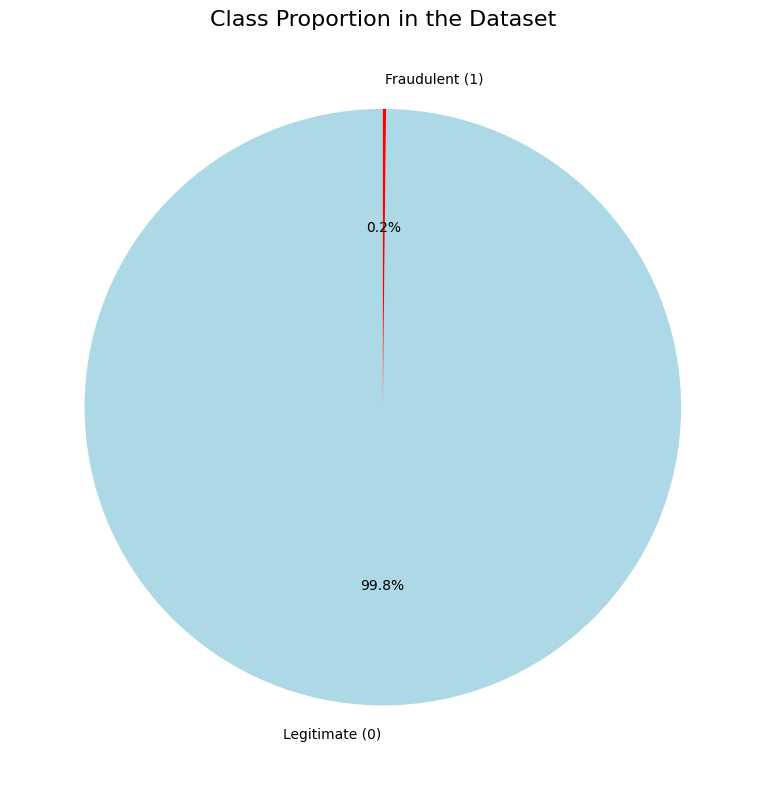 Class Proportion in the Dataset
Fraudulent (1)
0.2%
99.8%
Legitimate (0)